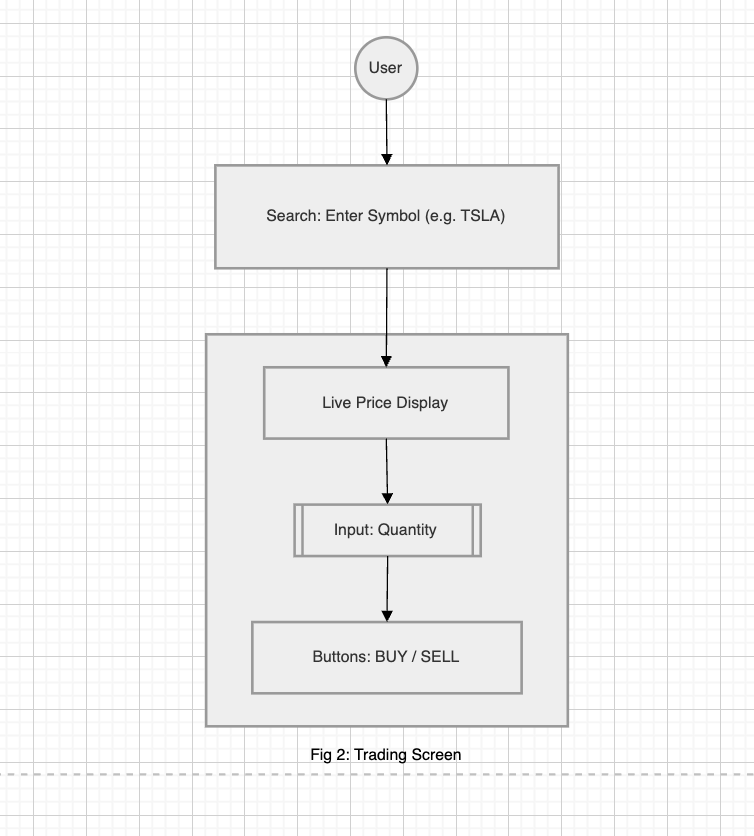 User
Search: Enter Symbol (e.g. TSLA)
Live Price Display
Input: Quantity
Buttons: BUY / SELL
Fig 2: Trading Screen